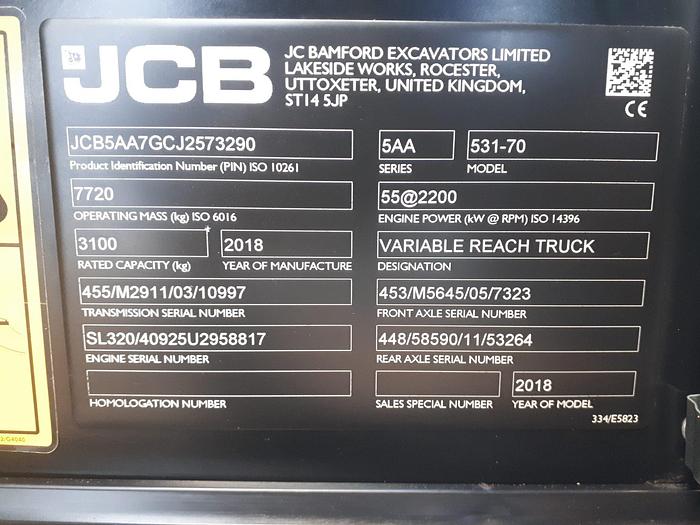 JCB
JC BAMFORD EXCAVATORS LIMITED
LAKESIDE WORKS, ROCESTER,
UTTOXETER, UNITED KINGDOM,
ST14 5JP
CE
JCB5AA7GCJ2573290
Product Identification Number (PIN) ISO 10261
5AA
SERIES
531-70
MODEL
7720
OPERATING MASS (kg) ISO 6016
55@2200
ENGINE POWER (kW @ RPM) ISO 14396
3100
RATED CAPACITY (kg)
2018
YEAR OF MANUFACTURE
VARIABLE REACH TRUCK
DESIGNATION
455/M2911/03/10997
TRANSMISSION SERIAL NUMBER
453/M5645/05/7323
FRONT AXLE SERIAL NUMBER
SL320/40925U2958817
ENGINE SERIAL NUMBER
448/58590/11/53264
REAR AXLE SERIAL NUMBER
HOMOLOGATION NUMBER
SALES SPECIAL NUMBER
2018
YEAR OF MODEL
334/E5823